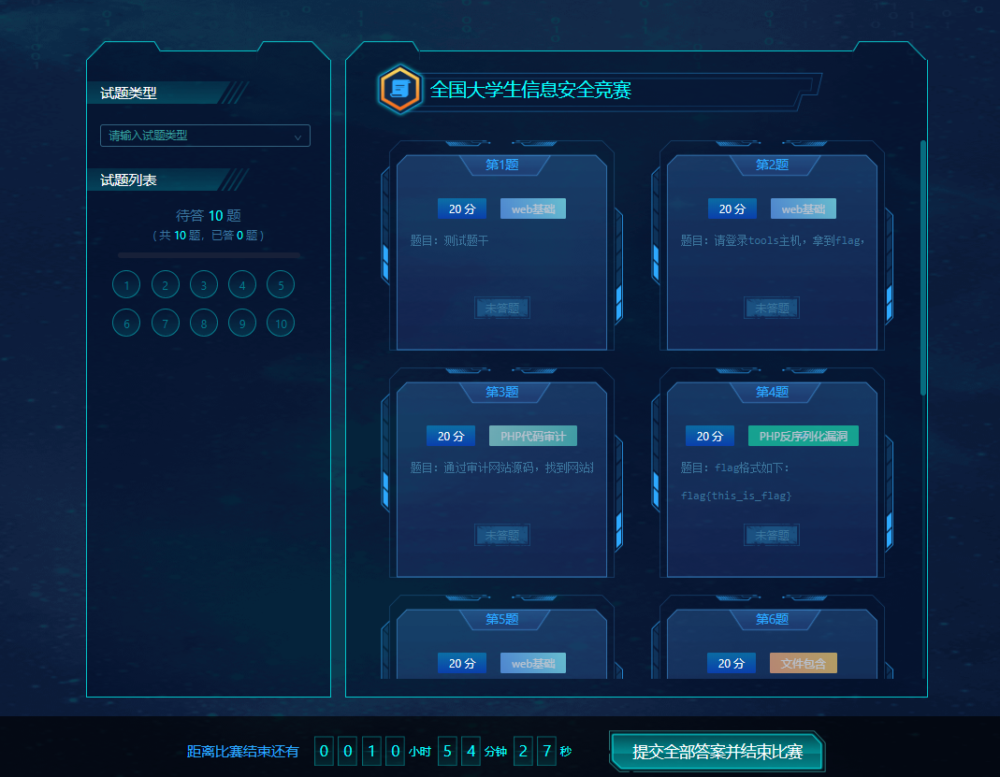 试题类型
请输入试题类型
试题列表
待答 10 题
( 共 10 题, 已答 0 题 )
1 2 3 4 5
6 7 8 9 10
全国大学生信息安全竞赛
第1题
20 分 web基础
题目: 测试题干
未答题
第2题
20 分 web基础
题目: 请登录tools主机, 拿到flag,
未答题
第3题
20 分 PHP代码审计
题目: 通过审计网站源码, 找到网站
未答题
第4题
20 分 PHP反序列化漏洞
题目: flag格式如下:
flag{this_is_flag}
未答题
第5题
20 分 web基础
第6题
20 分 文件包含
距离比赛结束还有 0 0 1 0 小时 5 4 分钟 2 7 秒
提交全部答案并结束比赛